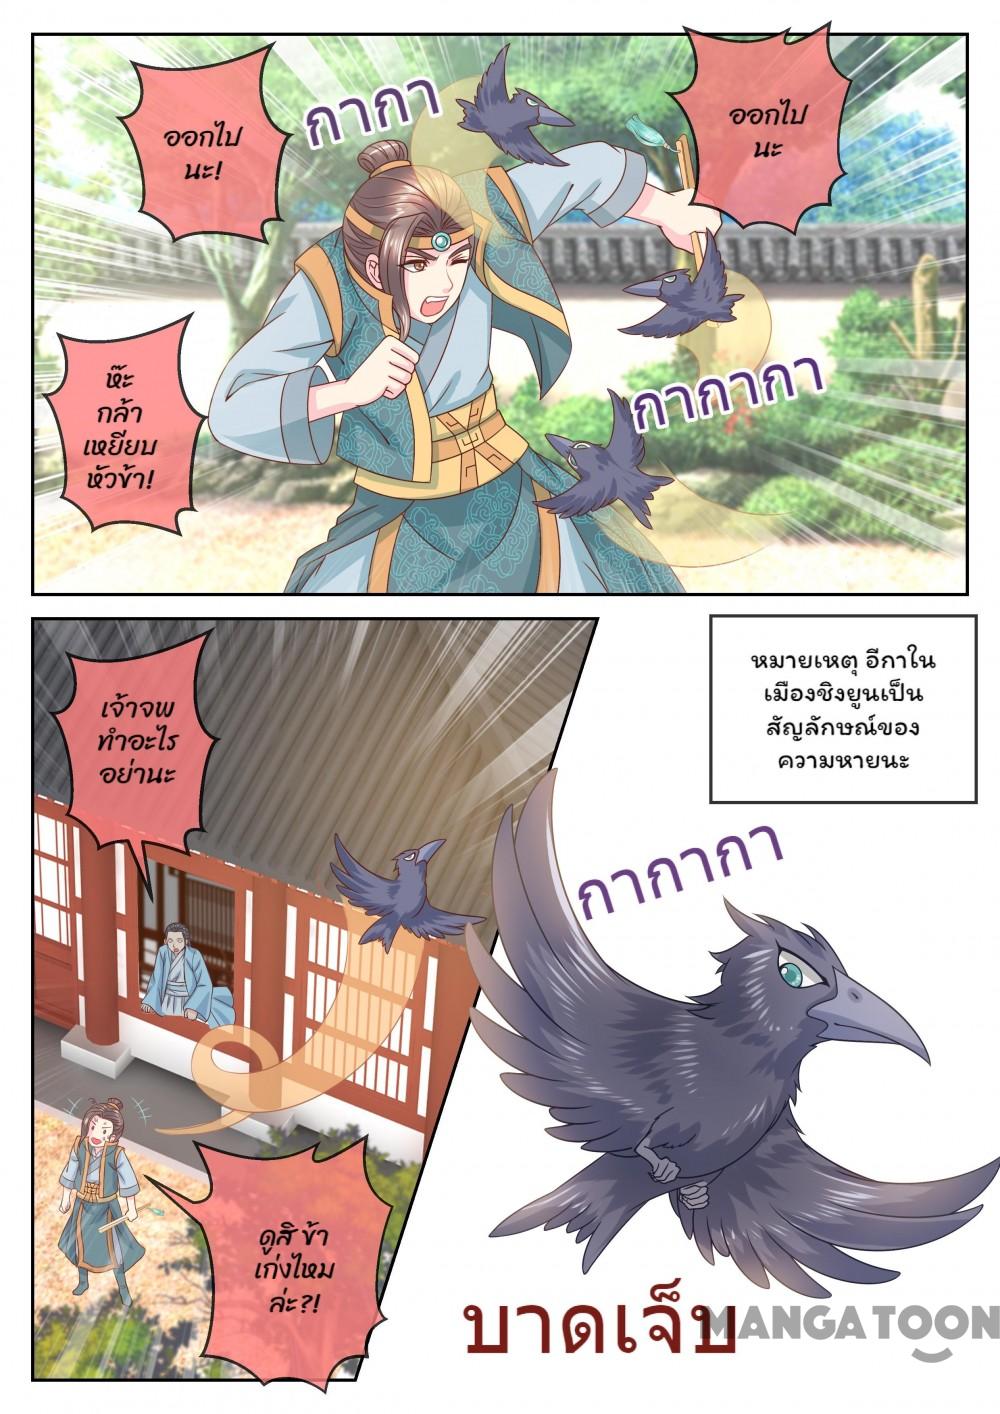 ออกไป
นะ!
กากา
ออกไป
นะ
ห๊ะ
กล้า
เหยียบ
หัวข้า!
กากากา
เจ้าจพ
ทำอะไร
อย่านะ
หมายเหตุ อีกาใน
เมืองชิงยูนเป็น
สัญลักษณ์ของ
ความหายนะ
กากากา
ดูสิ ข้า
เก่งไหม
ล่ะ?!
บาดเจ็บ
MANGATOON